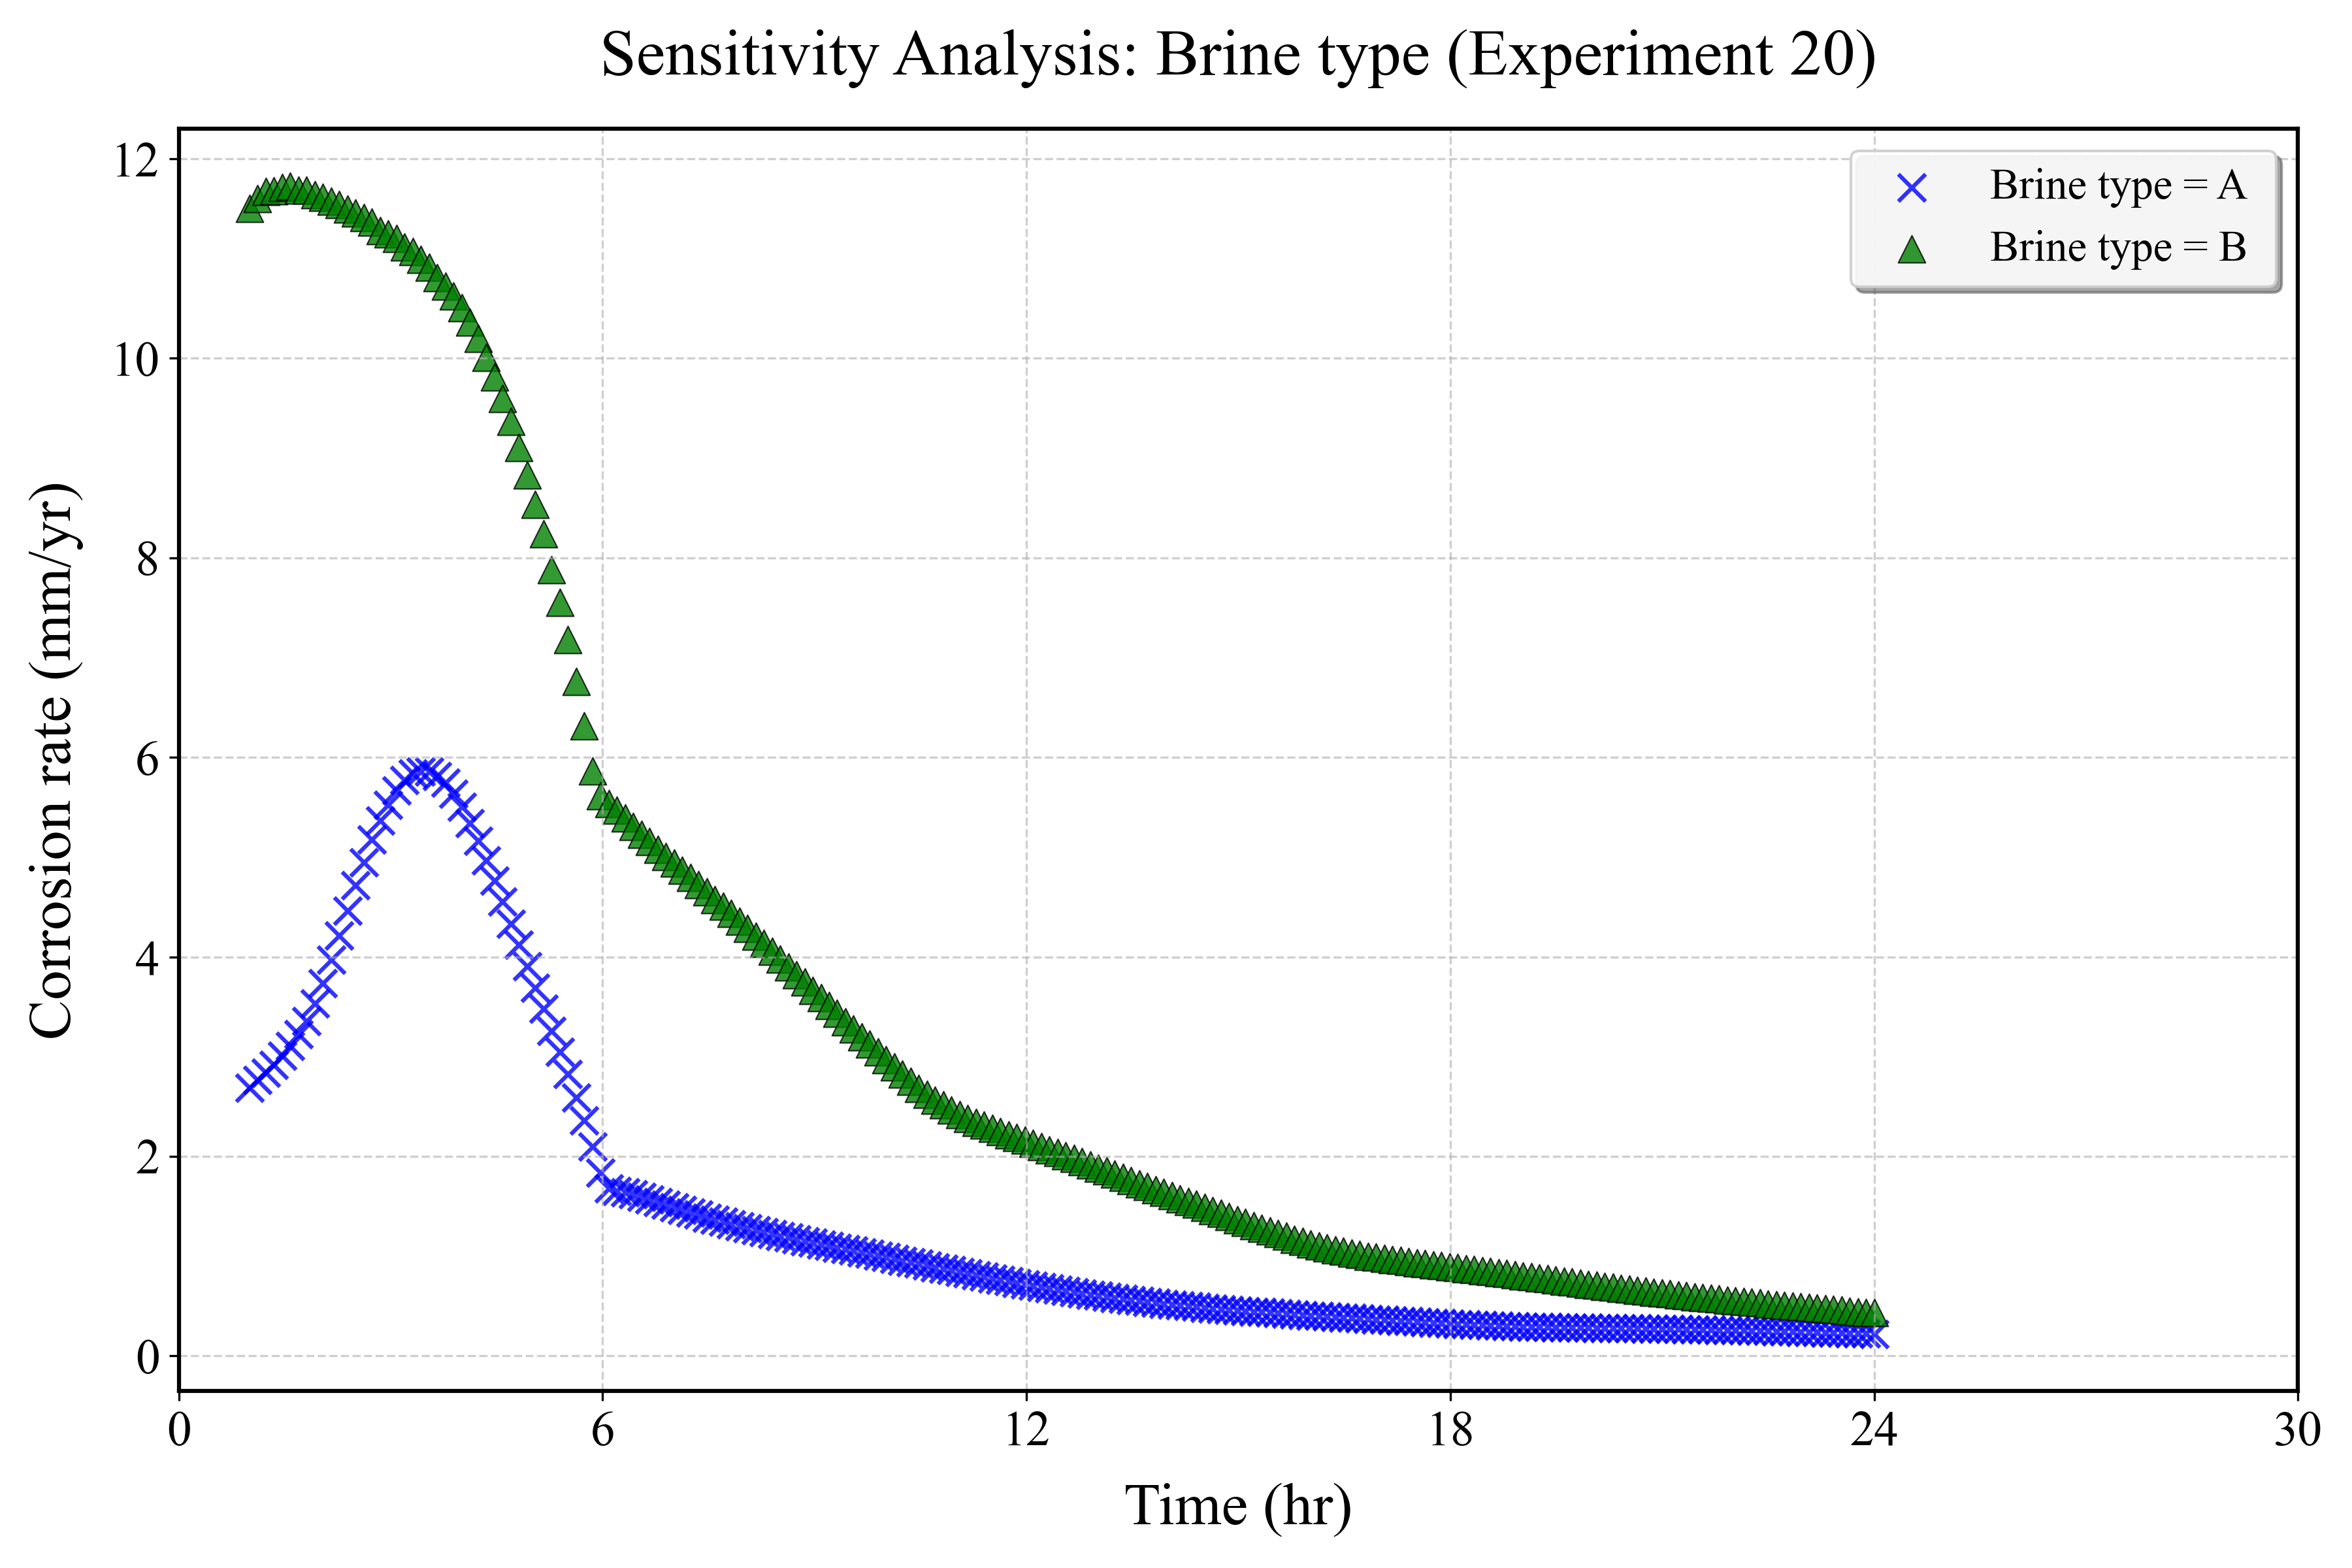 Sensitivity Analysis: Brine type (Experiment 20)
Brine type = A
Brine type = B
Corrosion rate (mm/yr)
12
10
8
6
4
2
0
0 6 12 18 24 30
Time (hr)